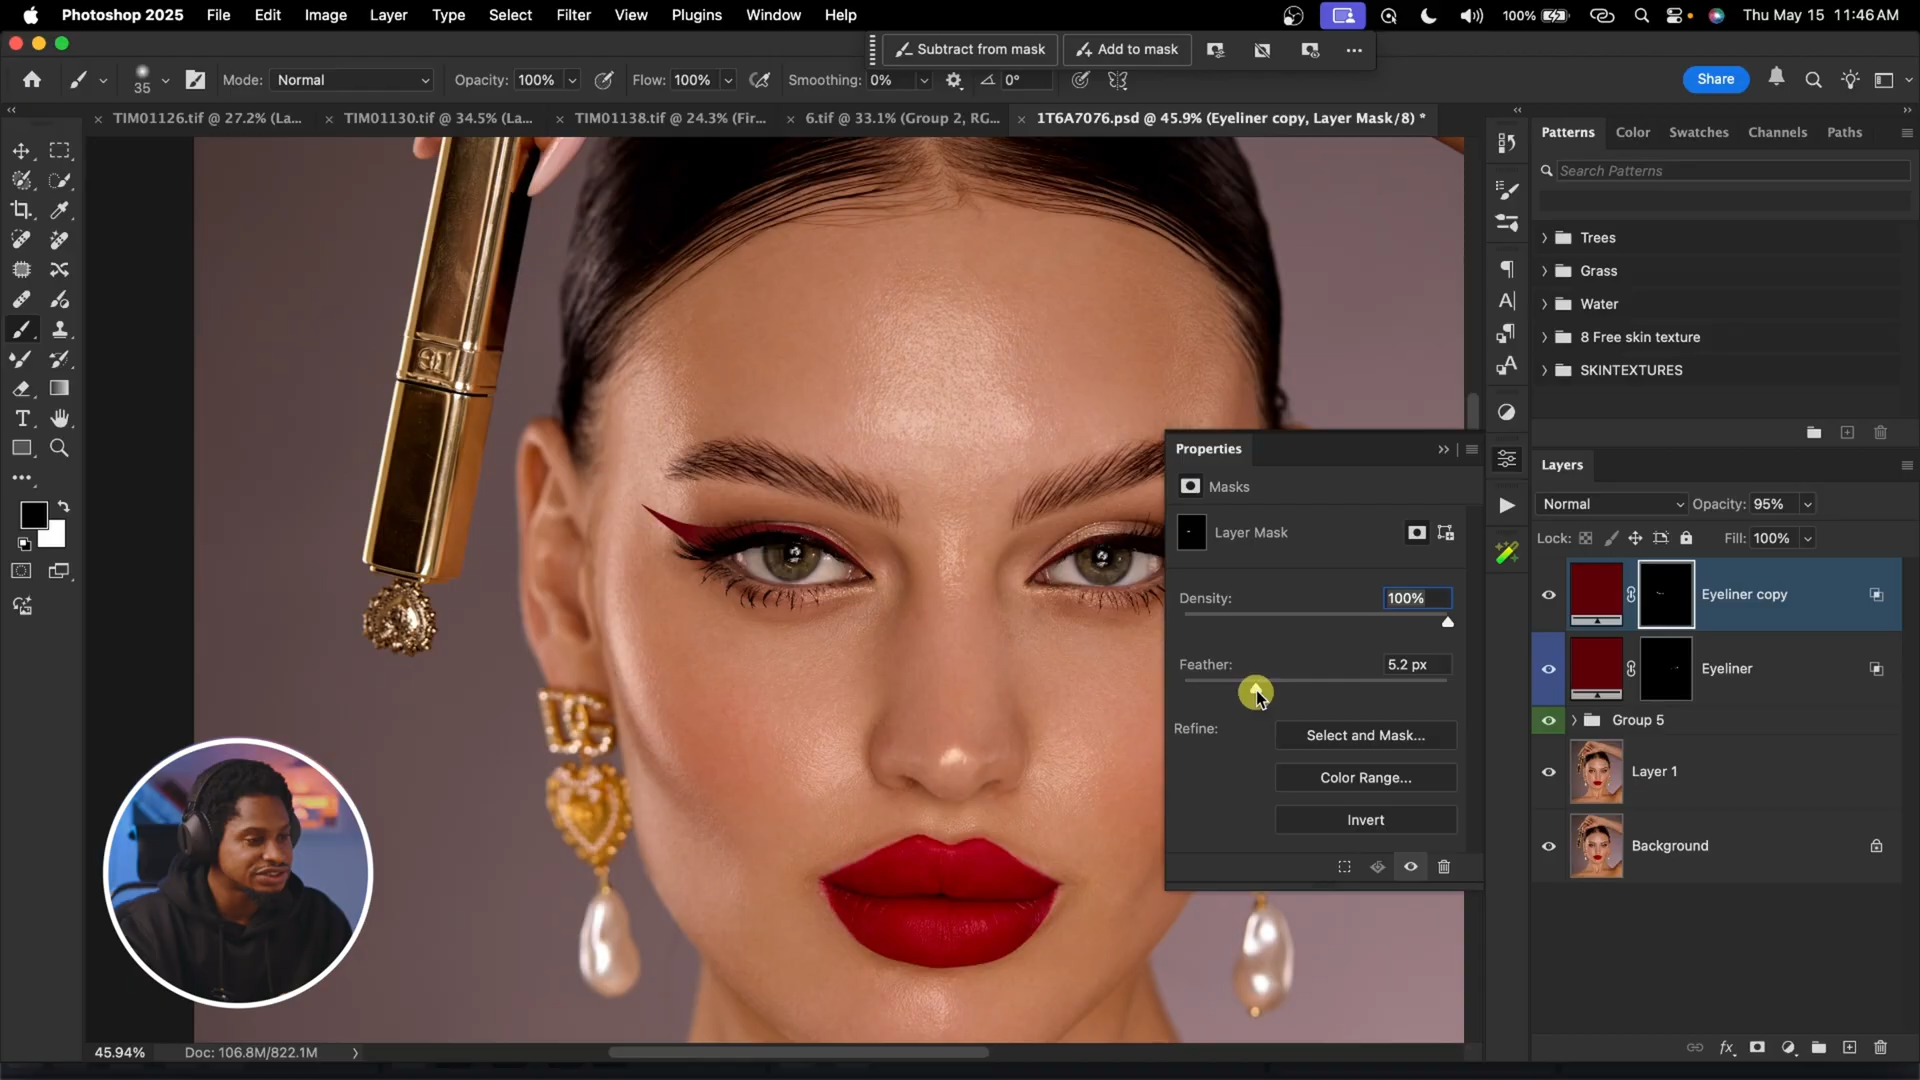 Photoshop 2025 File Edit Image Layer Type Select Filter View Plugins Window Help 100% Thu May 15 11:46 AM
Subtract from mask Add to mask
35 Mode: Normal Opacity: 100% Flow: 100% Smoothing: 0% 0° Share
TIM01126.tif @ 27.2% (La... TIM01130.tif @ 34.5% (La... TIM01138.tif @ 24.3% (Fir... 6.tif @ 33.1% (Group 2, RG... 1T6A7076.psd @ 45.9% (Eyeliner copy, Layer Mask/8) *
Patterns Color Swatches Channels Paths
Search Patterns
Trees
Grass
Water
8 Free skin texture
SKINTEXTURES
Properties
Masks
Layer Mask
Density: 100%
Feather: 5.2 px
Refine: Select and Mask...
Color Range...
Invert
Layers
Normal Opacity: 95%
Lock: Fill: 100%
Eyeliner copy
Eyeliner
Group 5
Layer 1
Background
45.94% Doc: 106.8M/822.1M